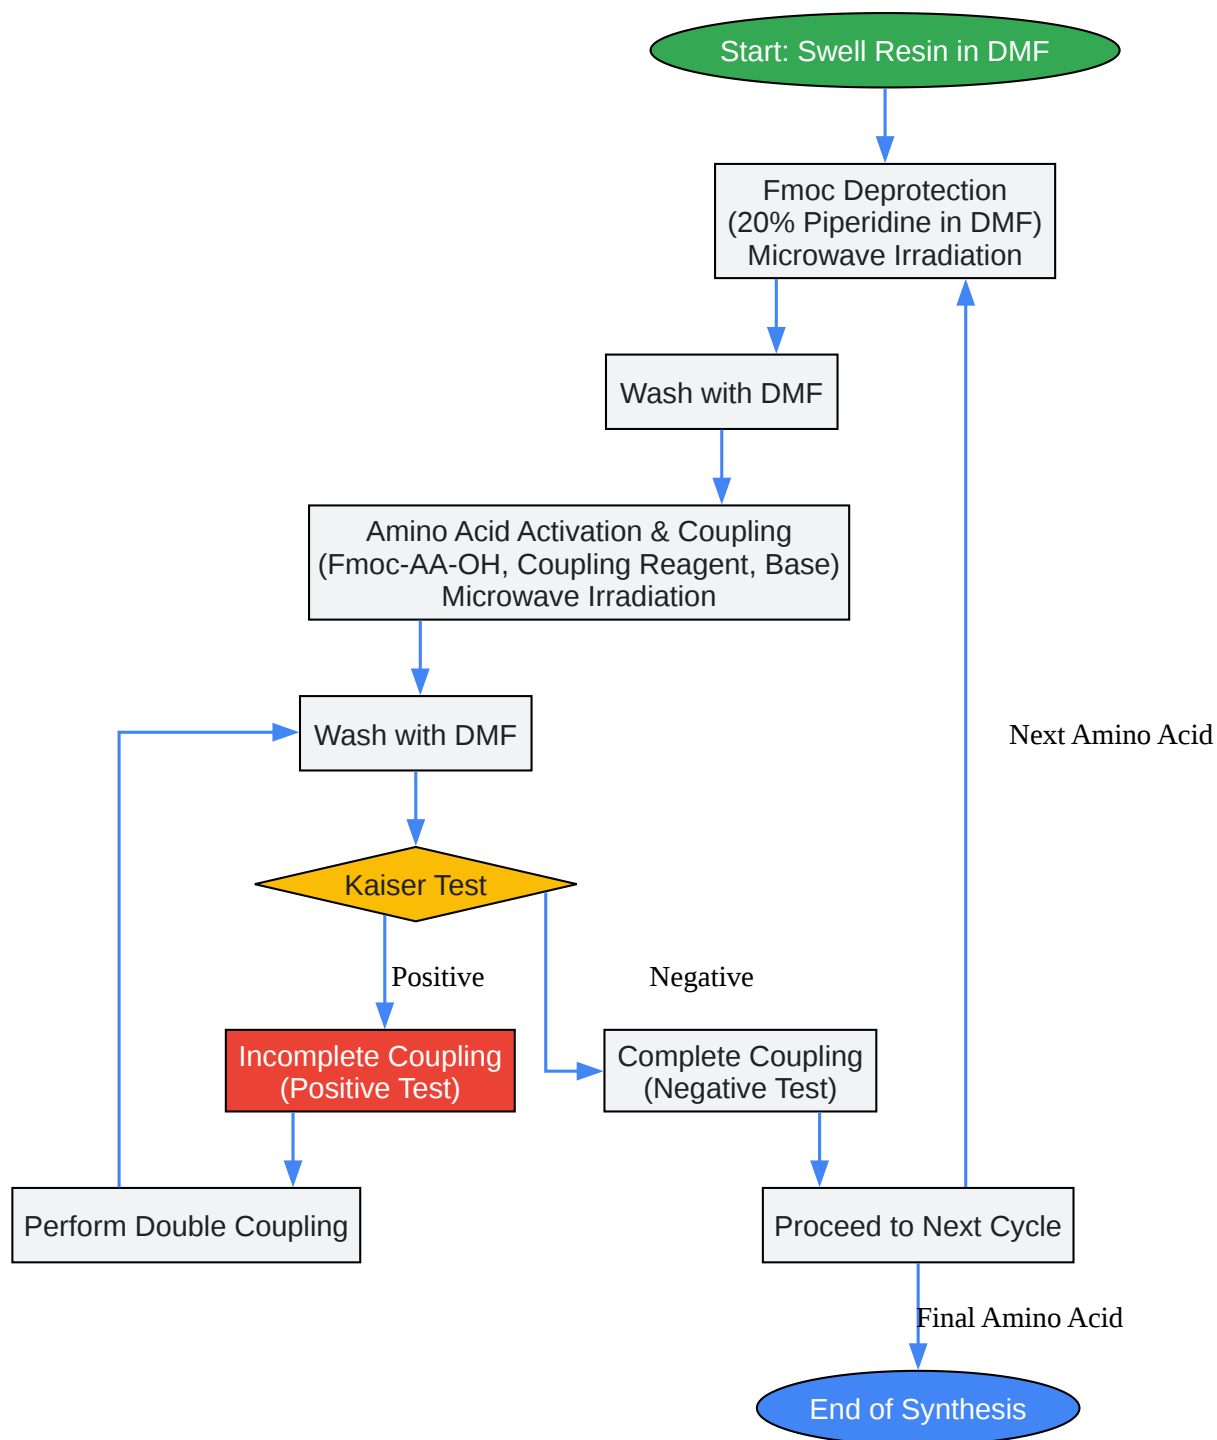 Start: Swell Resin in DMF
Fmoc Deprotection
(20% Piperidine in DMF)
Microwave Irradiation
Wash with DMF
Amino Acid Activation & Coupling
(Fmoc-AA-OH, Coupling Reagent, Base)
Microwave Irradiation
Wash with DMF
Next Amino Acid
Kaiser Test
Positive
Negative
Incomplete Coupling
(Positive Test)
Complete Coupling
(Negative Test)
Perform Double Coupling
Proceed to Next Cycle
Final Amino Acid
End of Synthesis